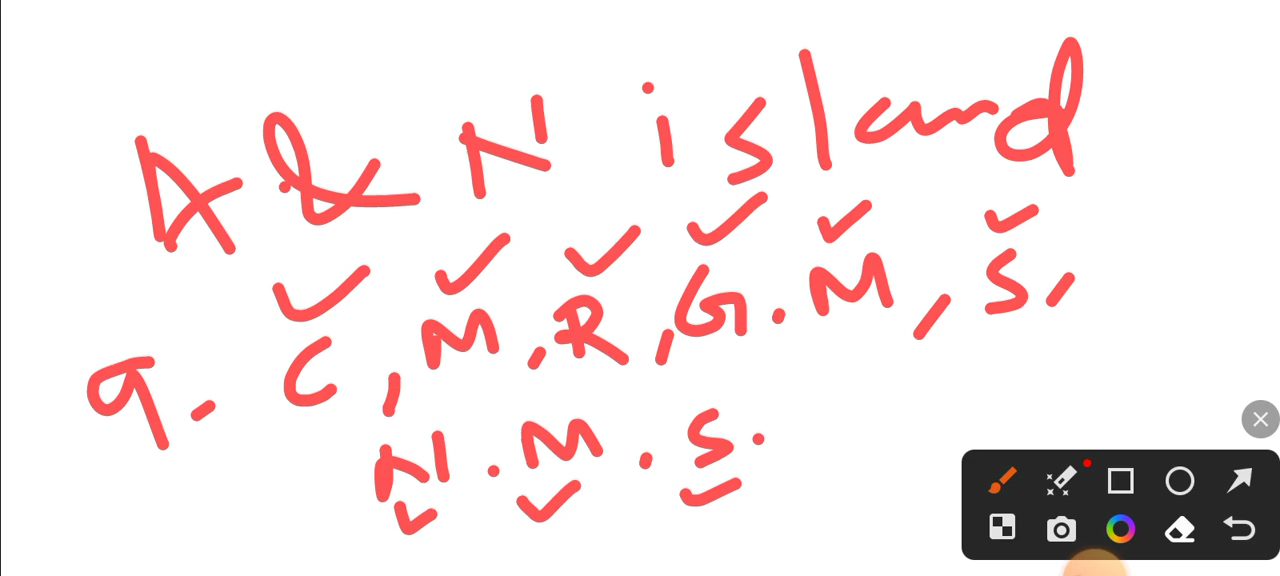 A & N island
9. C, M, R, G. M, S,
N. M. S.